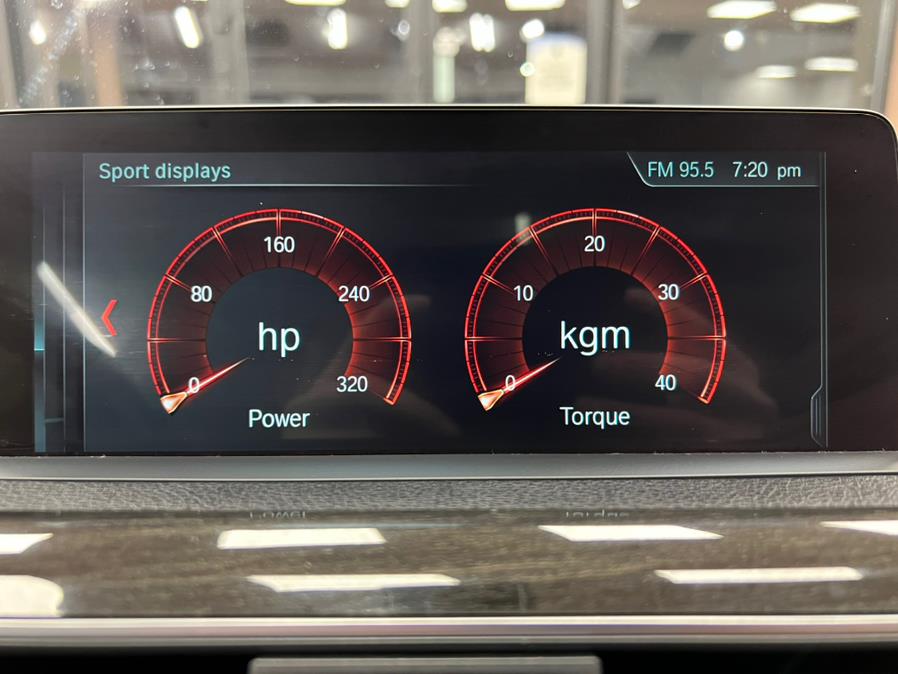 Sport displays
FM 95.5 7:20 pm
160
80 240
hp
0 320
Power
20
10 30
kgm
0 40
Torque